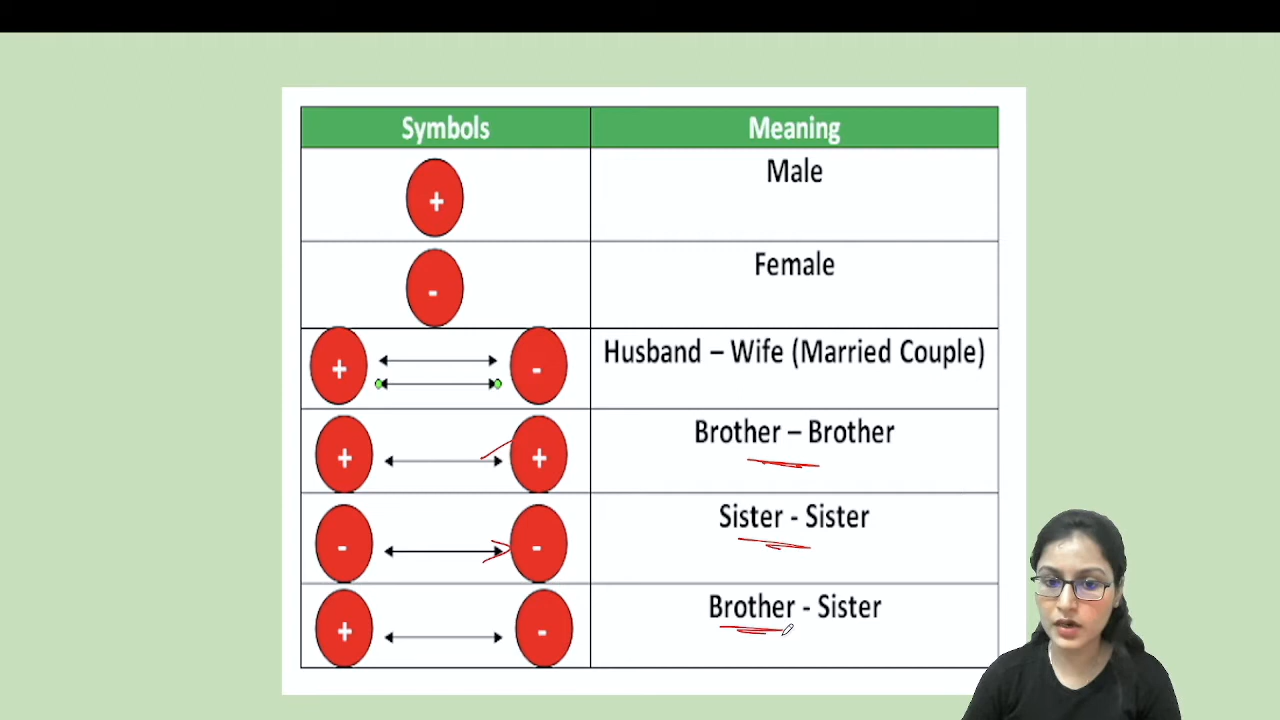 Symbols Meaning
+ Male
- Female
+ - Husband – Wife (Married Couple)
+ + Brother – Brother
- - Sister - Sister
+ - Brother - Sister